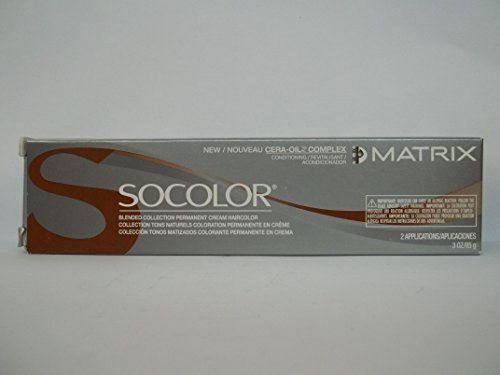 NEW / NOUVEAU CERA-OIL™ COMPLEX
CONDITIONING / REVITALISANT /
ACONDICIONADOR
MATRIX
S
SOCOLOR®
BLENDED COLLECTION PERMANENT CREAM HAIRCOLOR
COLLECTION TONS NATURELS COLORATION PERMANENTE EN CRÈME
COLECCIÓN TONOS MATIZADOS COLORANTE PERMANENTE EN CREMA
2 APPLICATIONS/APLICACIONES
3 OZ/85 g